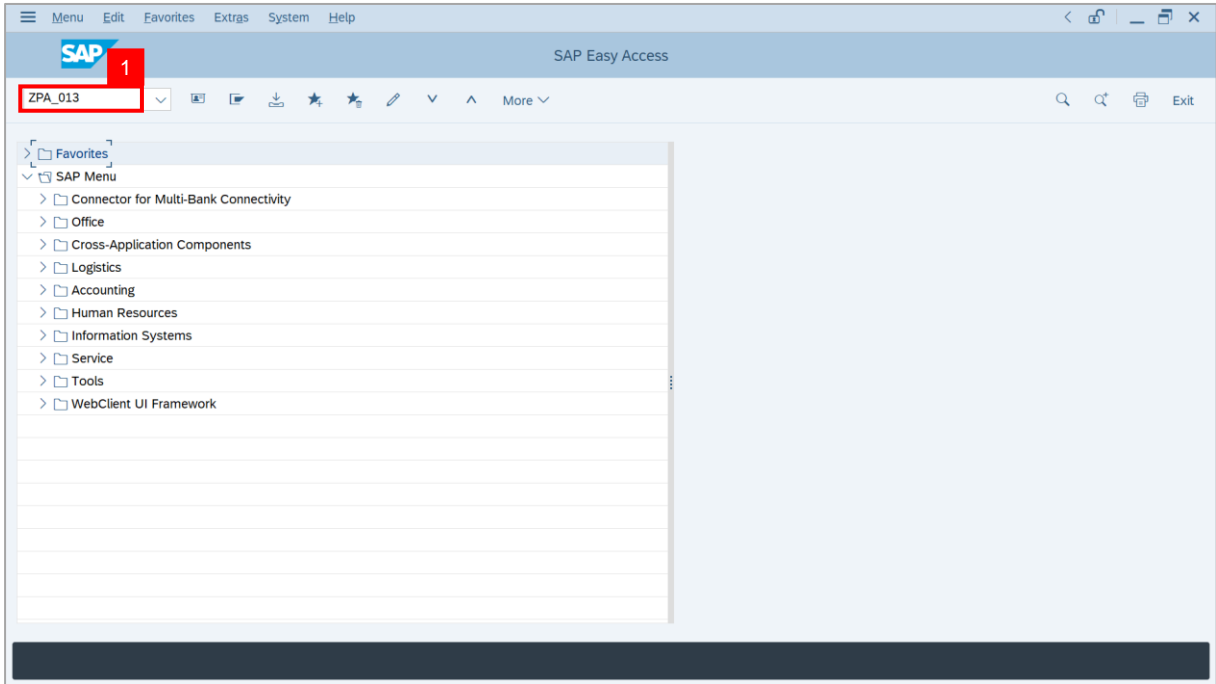 Menu Edit Favorites Extras System Help
SAP
SAP Easy Access
1
ZPA_013
More
Exit
Favorites
SAP Menu
Connector for Multi-Bank Connectivity
Office
Cross-Application Components
Logistics
Accounting
Human Resources
Information Systems
Service
Tools
WebClient UI Framework